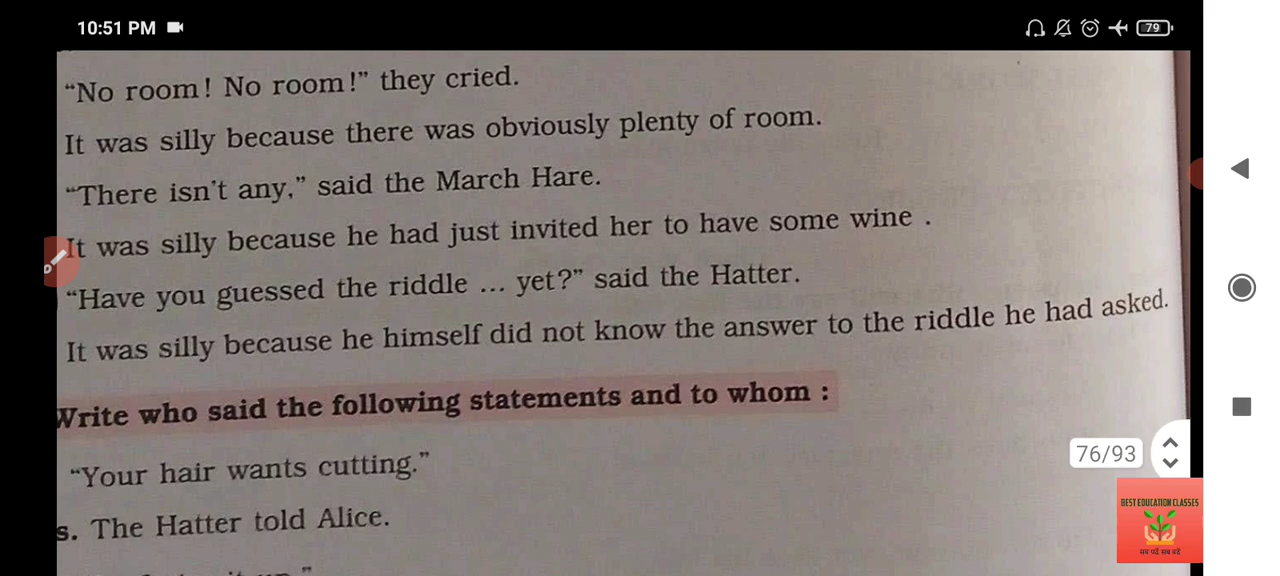 10:51 PM
79
“No room! No room!” they cried.
It was silly because there was obviously plenty of room.
“There isn't any,” said the March Hare.
It was silly because he had just invited her to have some wine .
“Have you guessed the riddle ... yet?” said the Hatter.
It was silly because he himself did not know the answer to the riddle he had asked.
Write who said the following statements and to whom :
“Your hair wants cutting.”
s. The Hatter told Alice.
76/93
BEST EDUCATION CLASSES
सब पढ़ें सब बढ़ें